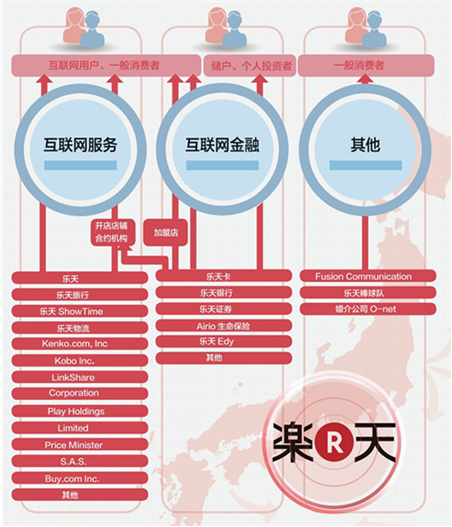 互联网用户、一般消费者
储户、个人投资者
一般消费者
互联网服务
互联网金融
其他
开店店铺
合约机构
加盟店
乐天
乐天旅行
乐天 ShowTime
乐天物流
Kenko.com, Inc
Kobo Inc.
LinkShare
Corporation
Play Holdings
Limited
Price Minister
S.A.S.
Buy.com Inc.
其他
乐天卡
乐天银行
乐天证券
Airio 生命保险
乐天 Edy
其他
Fusion Communication
乐天棒球队
婚介公司 O-net
楽R天